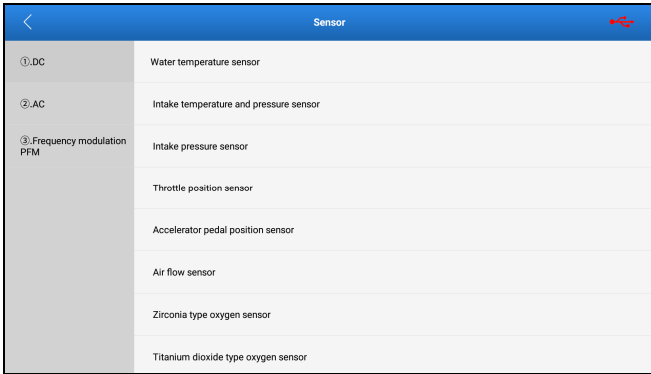 Sensor
①.DC
Water temperature sensor
②.AC
Intake temperature and pressure sensor
③.Frequency modulation
PFM
Intake pressure sensor
Throttle position sensor
Accelerator pedal position sensor
Air flow sensor
Zirconia type oxygen sensor
Titanium dioxide type oxygen sensor